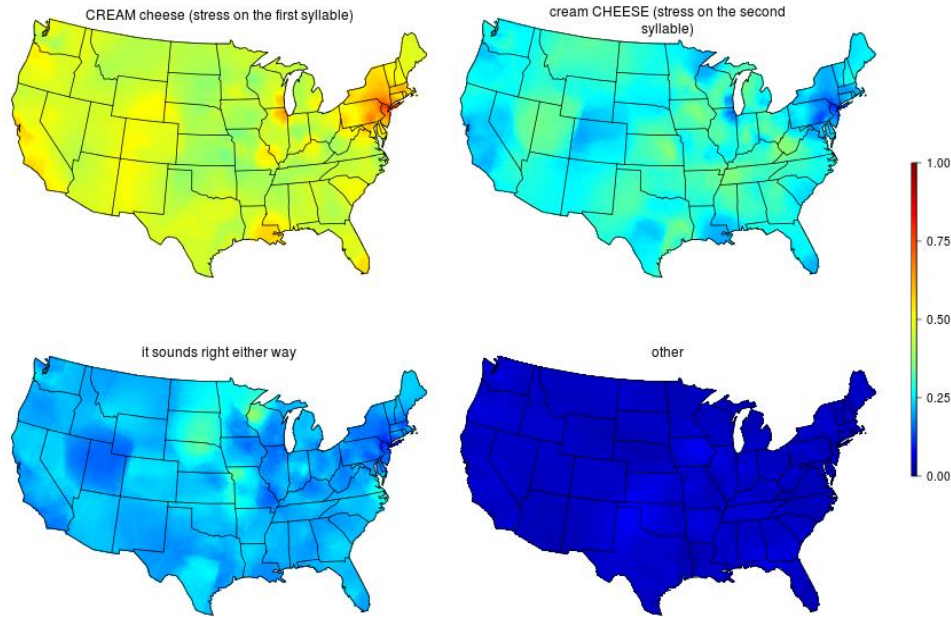 CREAM cheese (stress on the first syllable)
cream CHEESE (stress on the second
syllable)
1.00
0.75
0.50
0.25
0.00
it sounds right either way
other